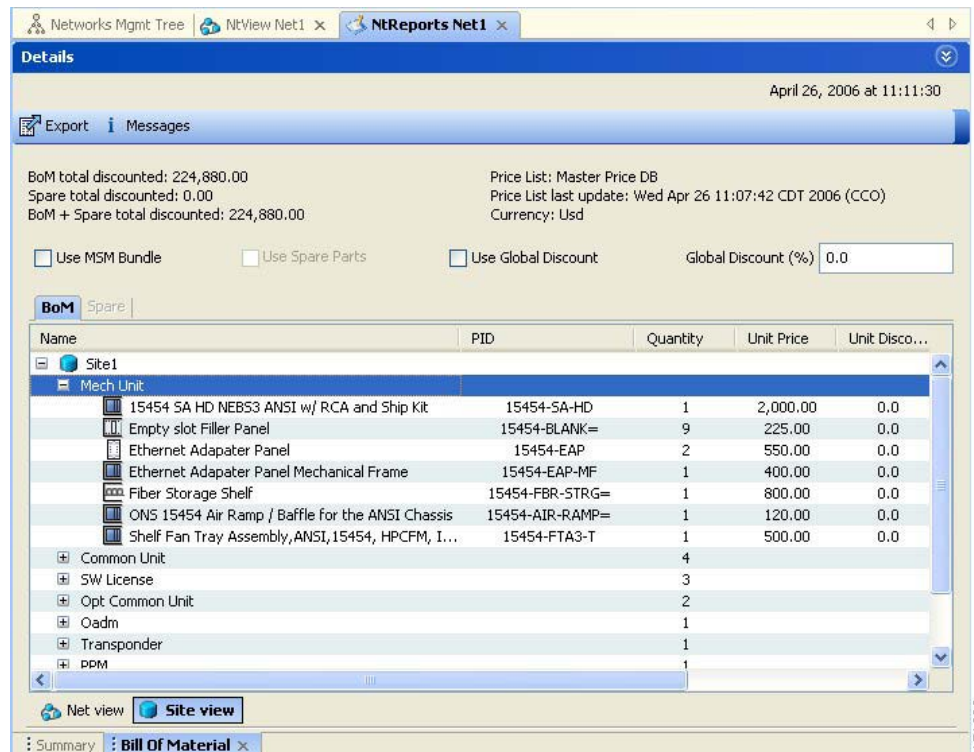 Networks Mgmt Tree NtView Net1 NtReports Net1
Details
April 26, 2006 at 11:11:30
Export Messages
BoM total discounted: 224,880.00 Price List: Master Price DB
Spare total discounted: 0.00 Price List last update: Wed Apr 26 11:07:42 CDT 2006 (CCO)
BoM + Spare total discounted: 224,880.00 Currency: Usd
Use MSM Bundle Use Spare Parts Use Global Discount Global Discount (%) 0.0
BoM Spare
Name PID Quantity Unit Price Unit Disco...
Site1
Mech Unit
15454 SA HD NEBS3 ANSI w/ RCA and Ship Kit 15454-SA-HD 1 2,000.00 0.0
Empty slot Filler Panel 15454-BLANK= 9 225.00 0.0
Ethernet Adapater Panel 15454-EAP 2 550.00 0.0
Ethernet Adapater Panel Mechanical Frame 15454-EAP-MF 1 400.00 0.0
Fiber Storage Shelf 15454-FBR-STRG= 1 800.00 0.0
ONS 15454 Air Ramp / Baffle for the ANSI Chassis 15454-AIR-RAMP= 1 120.00 0.0
Shelf Fan Tray Assembly,ANSI,15454, HPCFM, I... 15454-FTA3-T 1 500.00 0.0
Common Unit 4
SW License 3
Opt Common Unit 2
Oadm 1
Transponder 1
PPM 1
Net view Site view
Summary Bill Of Material